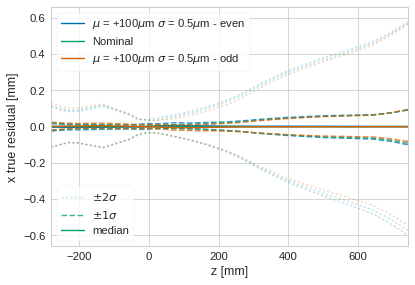 μ = +100μm σ = 0.5μm - even
Nominal
μ = +100μm σ = 0.5μm - odd
±2σ
±1σ
median
x true residual [mm]
0.6
0.4
0.2
0.0
−0.2
−0.4
−0.6
−200
0
200
400
600
z [mm]